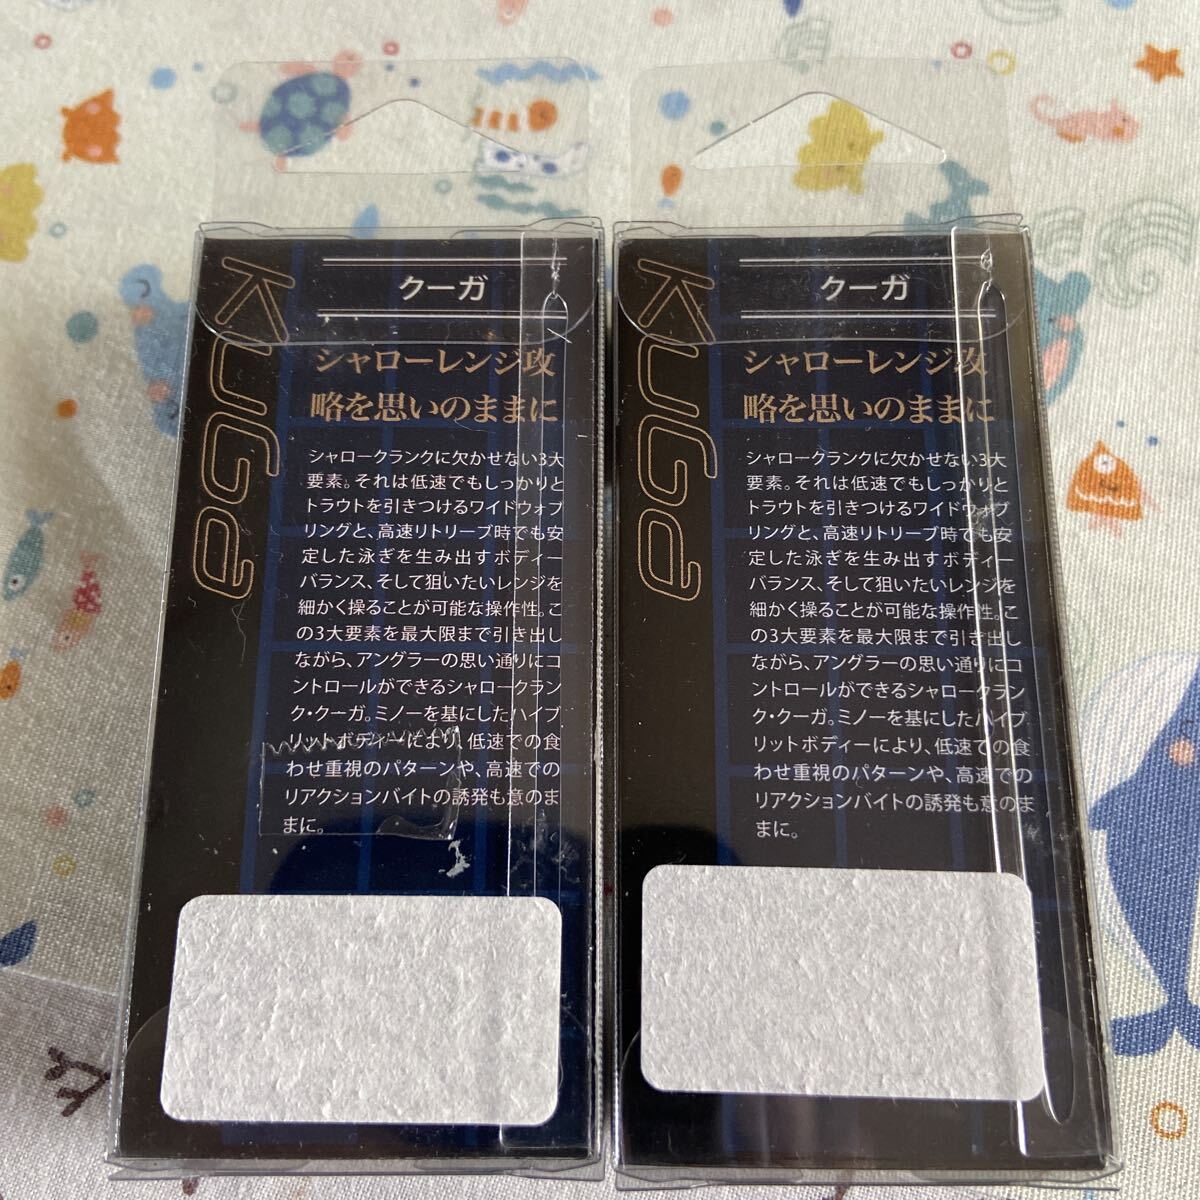 KUGa
クーガ
シャローレンジ攻
略を思いのままに
シャロークランクに欠かせない3大
要素。それは低速でもしっかりと
トラウトを引きつけるワイドウォブ
リングと、高速リトリーブ時でも安
定した泳ぎを生み出すボディー
バランス、そして狙いたいレンジを
細かく操ることが可能な操作性。こ
の3大要素を最大限まで引き出し
ながら、アングラーの思い通りにコ
ントロールができるシャロークラン
ク・クーガ。ミノーを基にしたハイブ
リットボディーにより、低速での食
わせ重視のパターンや、高速での
リアクションバイトの誘発も意のま
まに。
KUGa
クーガ
シャローレンジ攻
略を思いのままに
シャロークランクに欠かせない3大
要素。それは低速でもしっかりと
トラウトを引きつけるワイドウォブ
リングと、高速リトリーブ時でも安
定した泳ぎを生み出すボディー
バランス、そして狙いたいレンジを
細かく操ることが可能な操作性。こ
の3大要素を最大限まで引き出し
ながら、アングラーの思い通りにコ
ントロールができるシャロークラン
ク・クーガ。ミノーを基にしたハイブ
リットボディーにより、低速での食
わせ重視のパターンや、高速での
リアクションバイトの誘発も意のま
まに。